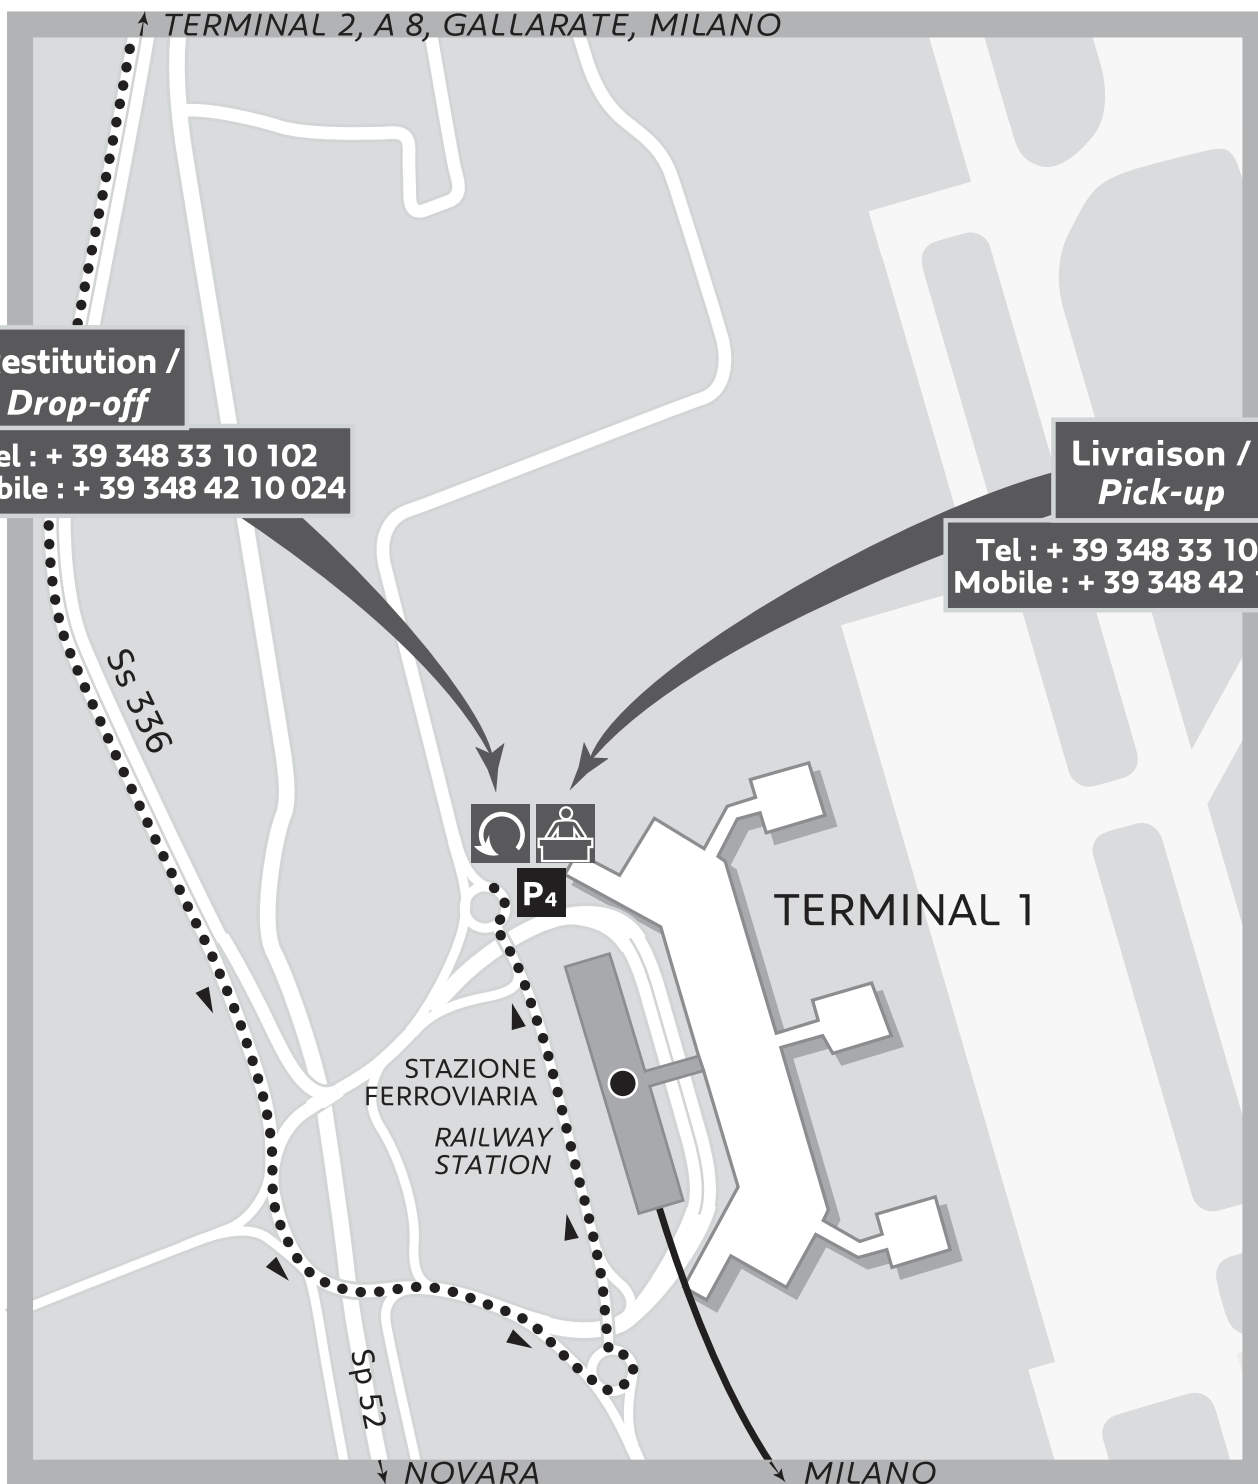 TERMINAL 2, A 8, GALLARATE, MILANO
estitution /
Drop-off
el : + 39 348 33 10 102
bile : + 39 348 42 10 024
Livraison /
Pick-up
Tel : + 39 348 33 10
Mobile : + 39 348 42
Ss 336
P4
TERMINAL 1
STAZIONE
FERROVIARIA
RAILWAY
STATION
Sp 52
NOVARA
MILANO